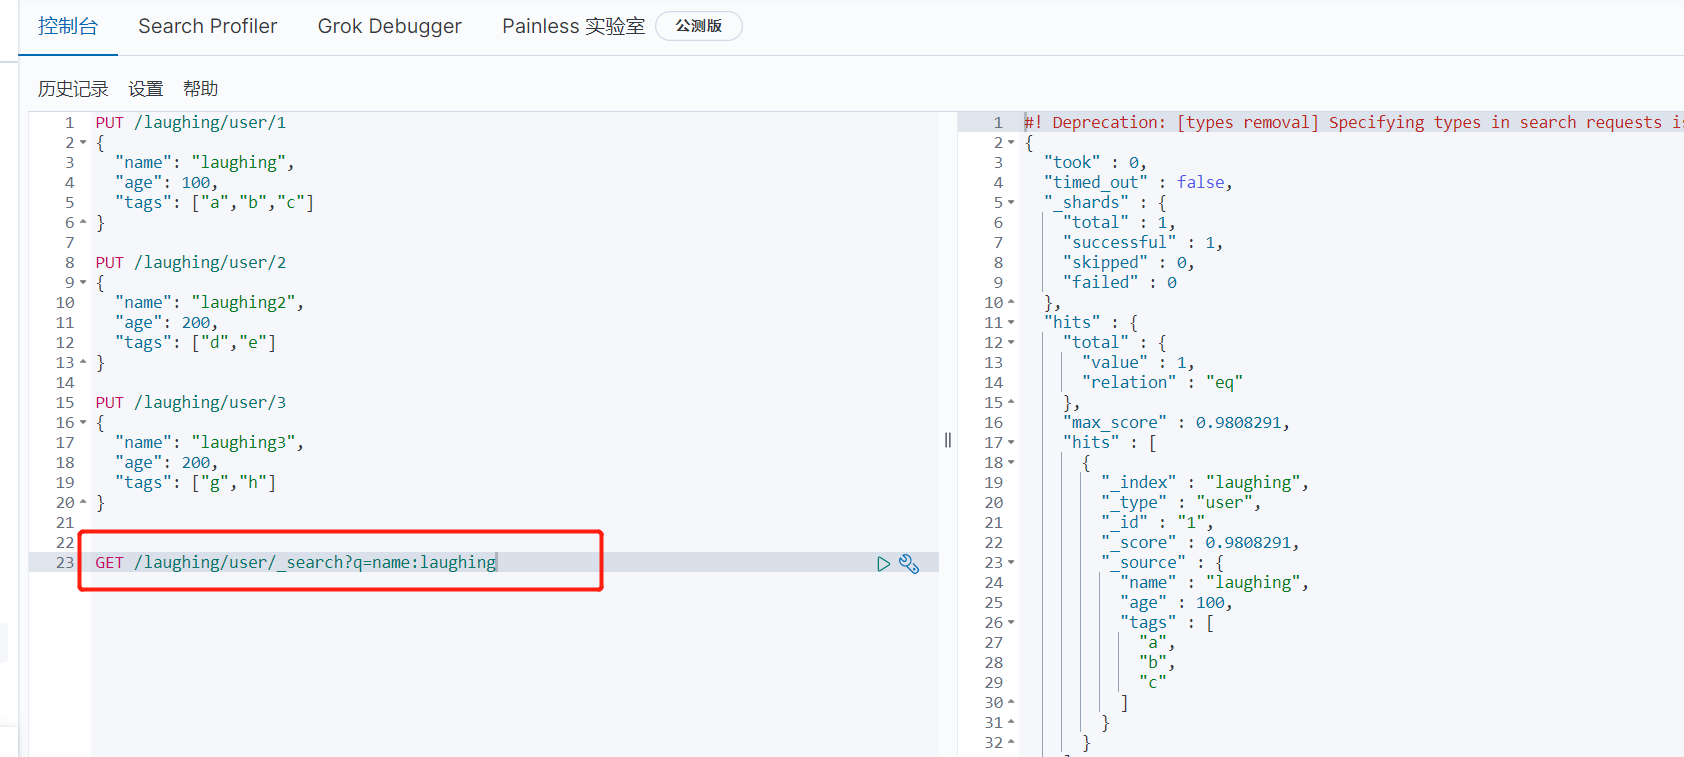 控制台 Search Profiler Grok Debugger Painless 实验室 公测版
历史记录 设置 帮助
1 PUT /laughing/user/1
2 {
3 "name": "laughing",
4 "age": 100,
5 "tags": ["a","b","c"]
6 }
7
8 PUT /laughing/user/2
9 {
10 "name": "laughing2",
11 "age": 200,
12 "tags": ["d","e"]
13 }
14
15 PUT /laughing/user/3
16 {
17 "name": "laughing3",
18 "age": 200,
19 "tags": ["g","h"]
20 }
21
22
23 GET /laughing/user/_search?q=name:laughing
1 #! Deprecation: [types removal] Specifying types in search requests is
2 {
3 "took" : 0,
4 "timed_out" : false,
5 "_shards" : {
6 "total" : 1,
7 "successful" : 1,
8 "skipped" : 0,
9 "failed" : 0
10 },
11 "hits" : {
12 "total" : {
13 "value" : 1,
14 "relation" : "eq"
15 },
16 "max_score" : 0.9808291,
17 "hits" : [
18 {
19 "_index" : "laughing",
20 "_type" : "user",
21 "_id" : "1",
22 "_score" : 0.9808291,
23 "_source" : {
24 "name" : "laughing",
25 "age" : 100,
26 "tags" : [
27 "a",
28 "b",
29 "c"
30 ]
31 }
32 }